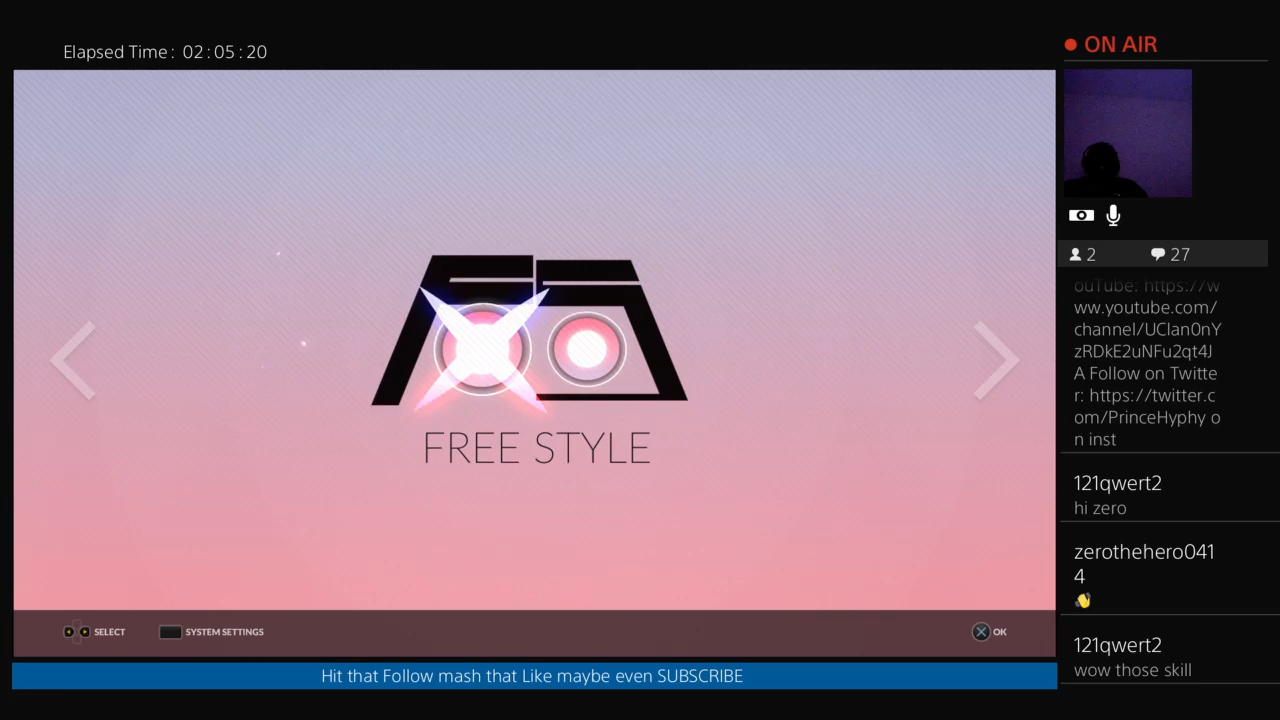 Elapsed Time: 02:05:20
ON AIR
2 27
ouTube: https://w
ww.youtube.com/
channel/UClan0nY
zRDkE2uNFu2qt4J
A Follow on Twitte
r: https://twitter.c
om/PrinceHyphy o
n inst
121qwert2
hi zero
zerothehero041
4
👋
121qwert2
wow those skill
FREE STYLE
SELECT
SYSTEM SETTINGS
OK
Hit that Follow mash that Like maybe even SUBSCRIBE